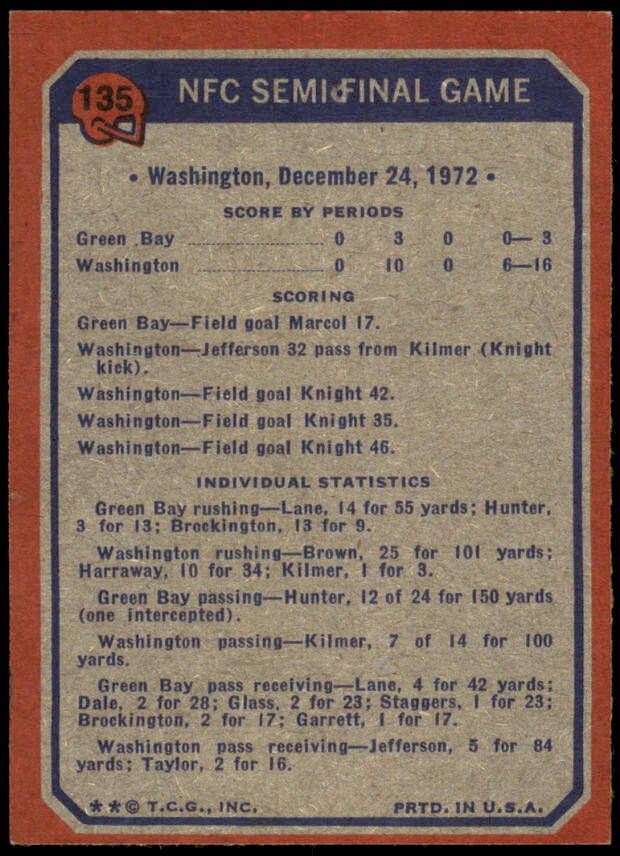 135
NFC SEMI-FINAL GAME
• Washington, December 24, 1972 •
SCORE BY PERIODS
Green Bay ........................ 0 3 0 0— 3
Washington ........................ 0 10 0 6—16
SCORING
Green Bay—Field goal Marcol 17.
Washington—Jefferson 32 pass from Kilmer (Knight
kick).
Washington—Field goal Knight 42.
Washington—Field goal Knight 35.
Washington—Field goal Knight 46.
INDIVIDUAL STATISTICS
Green Bay rushing—Lane, 14 for 55 yards; Hunter,
3 for 13; Brockington, 13 for 9.
Washington rushing—Brown, 25 for 101 yards;
Harraway, 10 for 34; Kilmer, 1 for 3.
Green Bay passing—Hunter, 12 of 24 for 150 yards
(one intercepted).
Washington passing—Kilmer, 7 of 14 for 100
yards.
Green Bay pass receiving—Lane, 4 for 42 yards;
Dale, 2 for 28; Glass, 2 for 23; Staggers, 1 for 23;
Brockington, 2 for 17; Garrett, 1 for 17.
Washington pass receiving—Jefferson, 5 for 84
yards; Taylor, 2 for 16.
**© T.C.G., INC. PRTD. IN U.S.A.